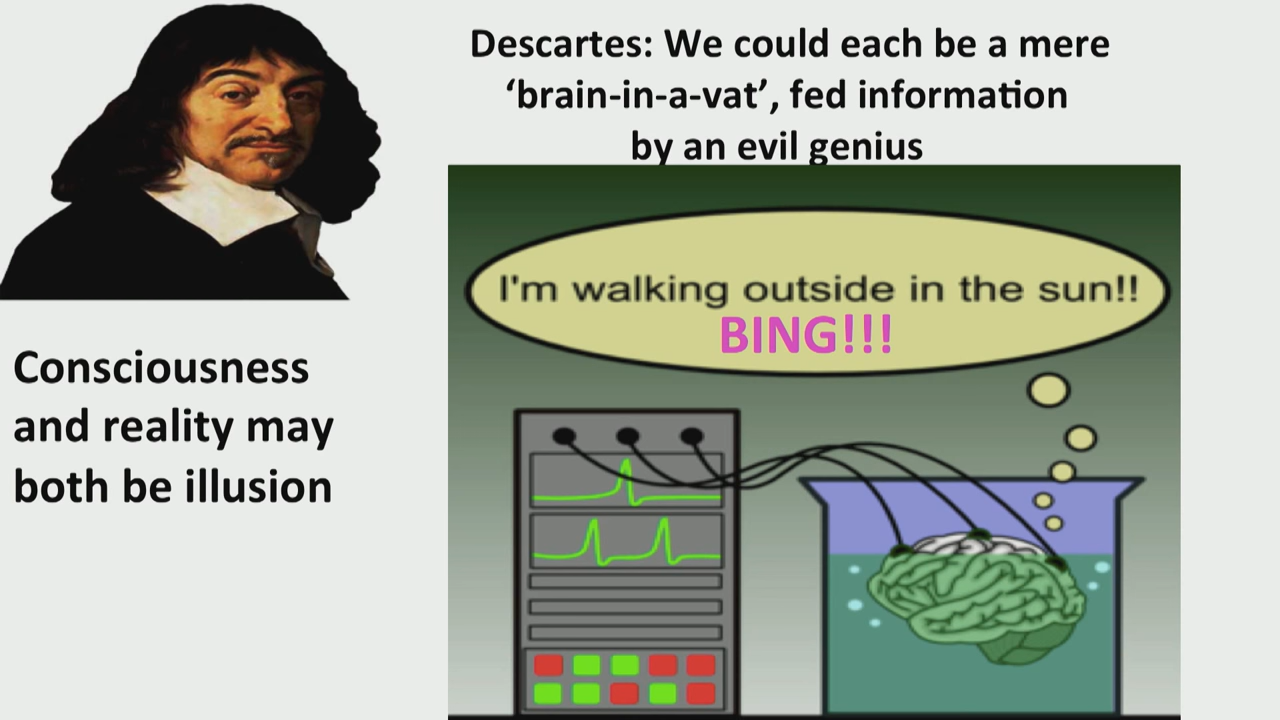 Descartes: We could each be a mere
‘brain-in-a-vat’, fed information
by an evil genius
I'm walking outside in the sun!!
BING!!!
Consciousness
and reality may
both be illusion